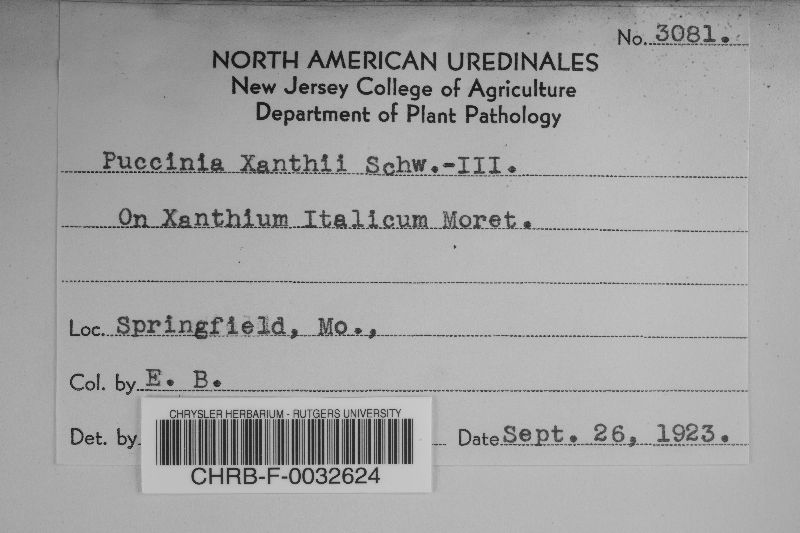 No. 3081.
NORTH AMERICAN UREDINALES
New Jersey College of Agriculture
Department of Plant Pathology
Puccinia Xanthii Schw.-III.
On Xanthium Italicum Moret.
Loc. Springfield, Mo.,
Col. by E. B.
Det. by
Date Sept. 26, 1923.
CHRYSLER HERBARIUM - RUTGERS UNIVERSITY
CHRB-F-0032624